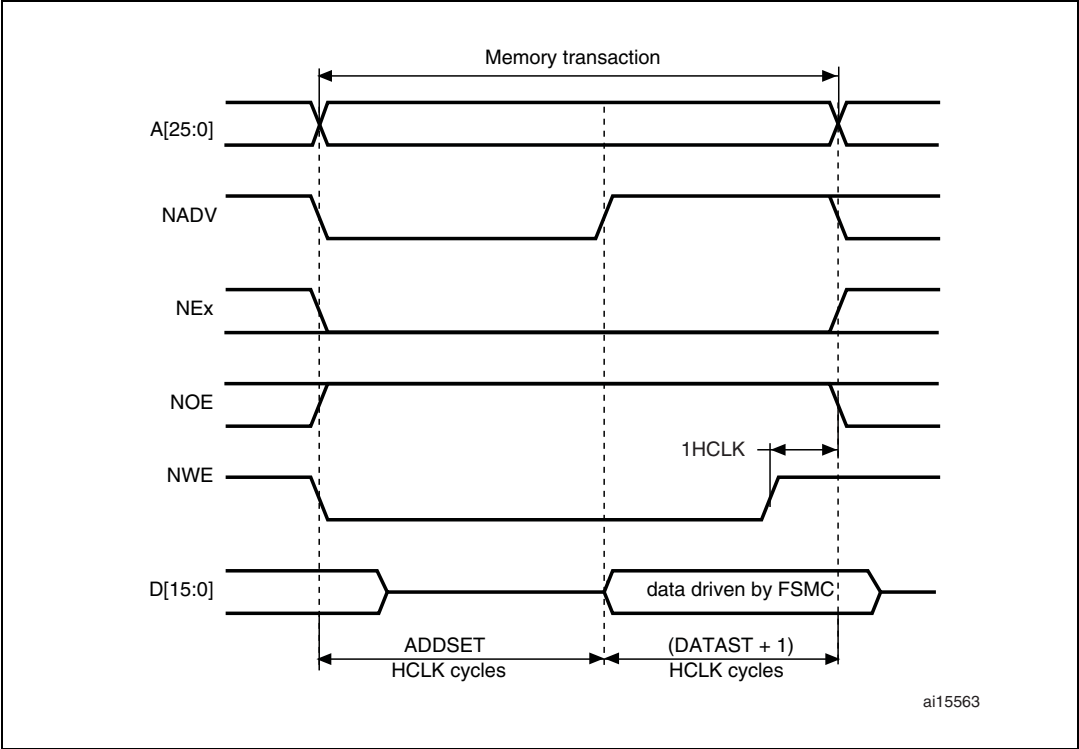 Memory transaction
A[25:0]
NADV
NEx
NOE
1HCLK
NWE
D[15:0]
data driven by FSMC
ADDSET
HCLK cycles
(DATAST + 1)
HCLK cycles
ai15563